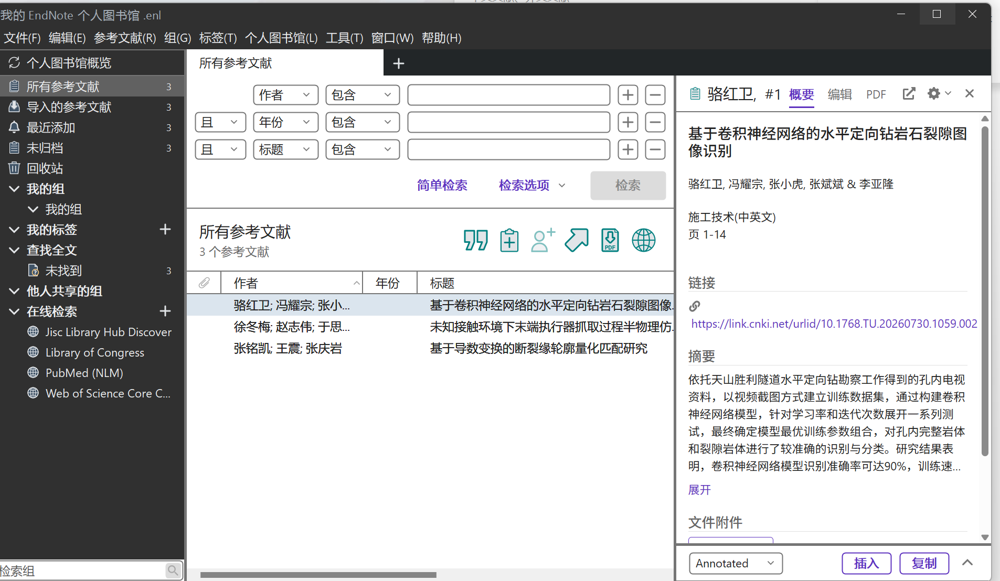 我的 EndNote 个人图书馆 .enl
文件(F) 编辑(E) 参考文献(R) 组(G) 标签(T) 个人图书馆(L) 工具(T) 窗口(W) 帮助(H)
个人图书馆概览
所有参考文献 3
导入的参考文献 3
最近添加 3
未归档 3
回收站
我的组
我的组
我的标签
查找全文
未找到 3
他人共享的组
在线检索
Jisc Library Hub Discover
Library of Congress
PubMed (NLM)
Web of Science Core C...
检索组
所有参考文献
作者 包含
且 年份 包含
且 标题 包含
简单检索 检索选项 检索
所有参考文献
3 个参考文献
PDF
作者 年份 标题
骆红卫; 冯耀宗; 张小... 基于卷积神经网络的水平定向钻岩石裂隙图像...
徐冬梅; 赵志伟; 于思... 未知接触环境下末端执行器抓取过程半物理仿...
张铭凯; 王震; 张庆岩 基于导数变换的断裂缘轮廓量化匹配研究
骆红卫, #1 概要 编辑 PDF
基于卷积神经网络的水平定向钻岩石裂隙图
像识别
骆红卫, 冯耀宗, 张小虎, 张斌斌 & 李亚隆
施工技术(中英文)
页 1-14
链接
https://link.cnki.net/urlid/10.1768.TU.20260730.1059.002
摘要
依托天山胜利隧道水平定向钻勘察工作得到的孔内电视
资料，以视频截图方式建立训练数据集，通过构建卷积
神经网络模型，针对学习率和迭代次数展开一系列测
试，最终确定模型最优训练参数组合，对孔内完整岩体
和裂隙岩体进行了较准确的识别与分类。研究结果表
明，卷积神经网络模型识别准确率可达90%，训练速...
展开
文件附件
Annotated 插入 复制